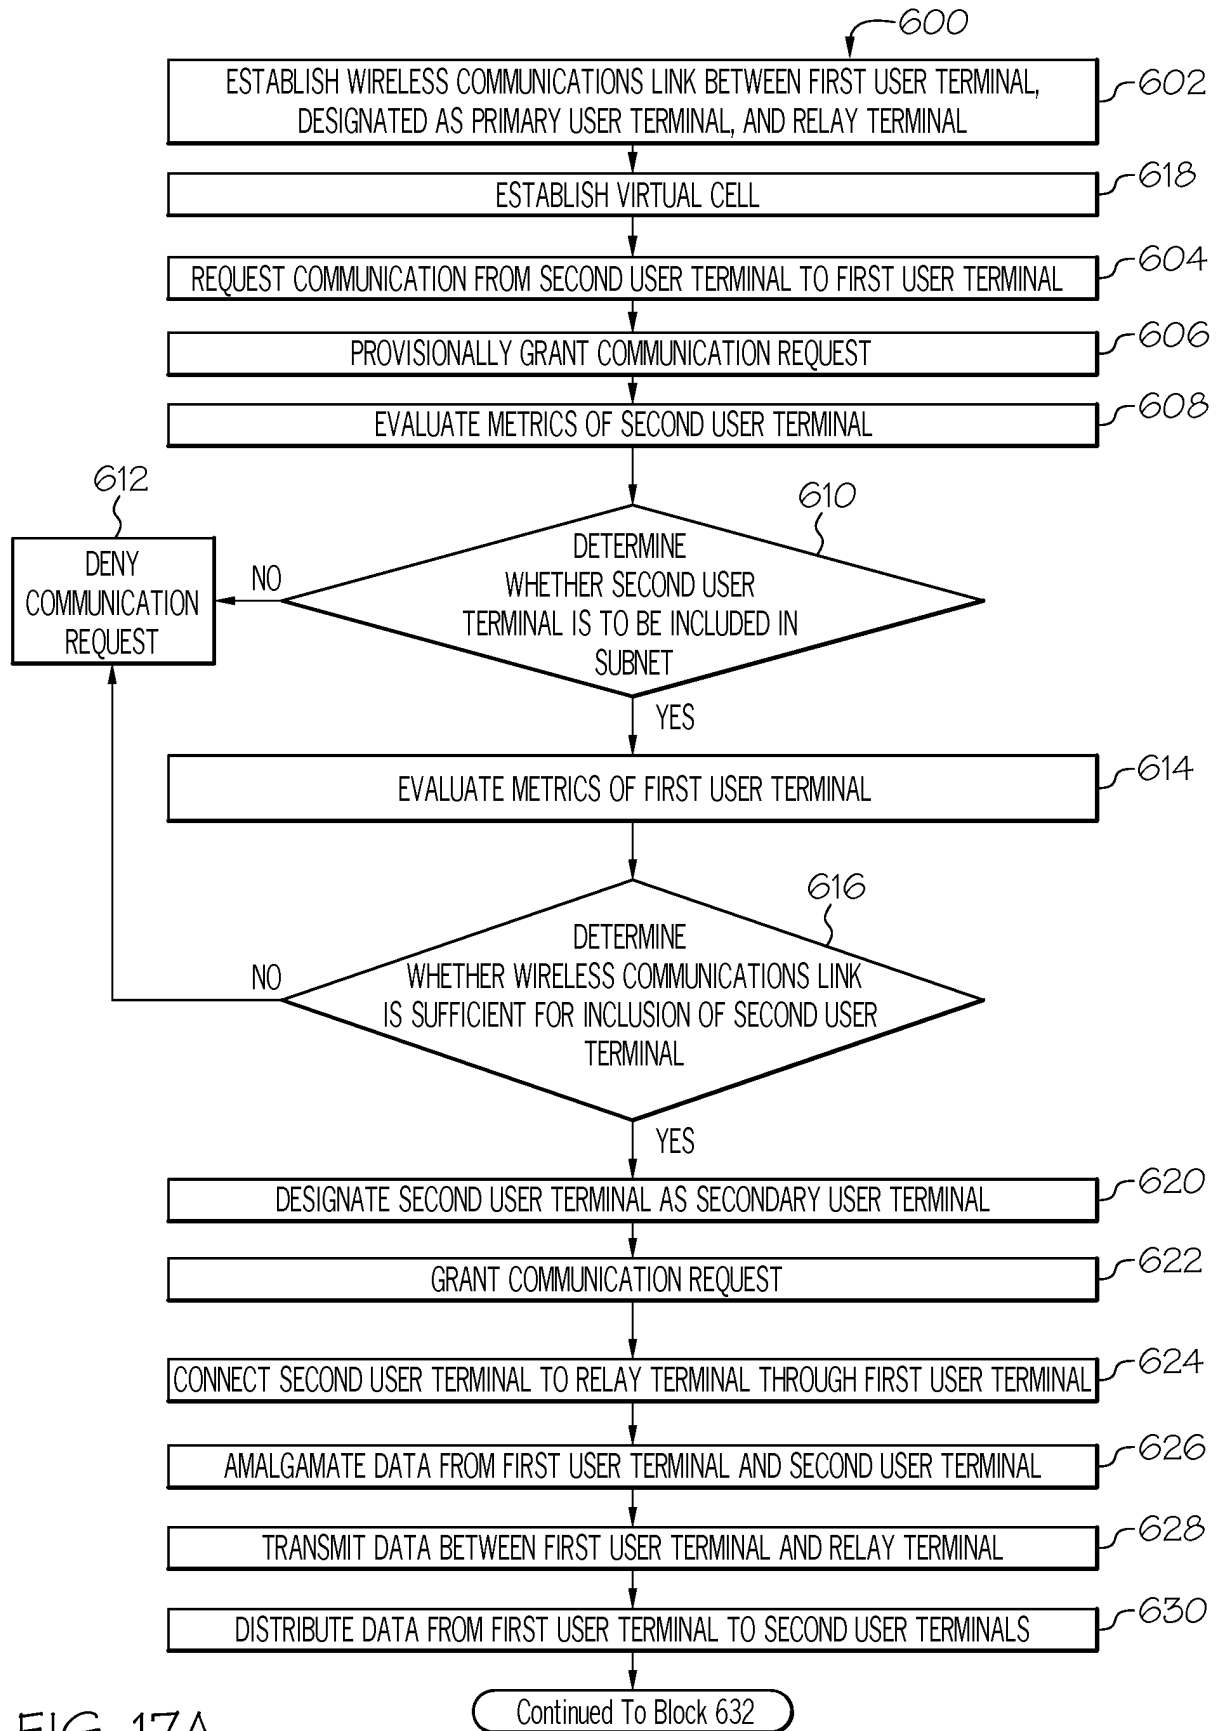 600
ESTABLISH WIRELESS COMMUNICATIONS LINK BETWEEN FIRST USER TERMINAL,
DESIGNATED AS PRIMARY USER TERMINAL, AND RELAY TERMINAL
602
ESTABLISH VIRTUAL CELL
618
REQUEST COMMUNICATION FROM SECOND USER TERMINAL TO FIRST USER TERMINAL
604
PROVISIONALLY GRANT COMMUNICATION REQUEST
606
EVALUATE METRICS OF SECOND USER TERMINAL
608
612
DENY
COMMUNICATION
REQUEST
NO
610
DETERMINE
WHETHER SECOND USER
TERMINAL IS TO BE INCLUDED IN
SUBNET
YES
EVALUATE METRICS OF FIRST USER TERMINAL
614
616
DETERMINE
WHETHER WIRELESS COMMUNICATIONS LINK
IS SUFFICIENT FOR INCLUSION OF SECOND USER
TERMINAL
NO
YES
DESIGNATE SECOND USER TERMINAL AS SECONDARY USER TERMINAL
620
GRANT COMMUNICATION REQUEST
622
CONNECT SECOND USER TERMINAL TO RELAY TERMINAL THROUGH FIRST USER TERMINAL
624
AMALGAMATE DATA FROM FIRST USER TERMINAL AND SECOND USER TERMINAL
626
TRANSMIT DATA BETWEEN FIRST USER TERMINAL AND RELAY TERMINAL
628
DISTRIBUTE DATA FROM FIRST USER TERMINAL TO SECOND USER TERMINALS
630
Continued To Block 632
FIG. 17A